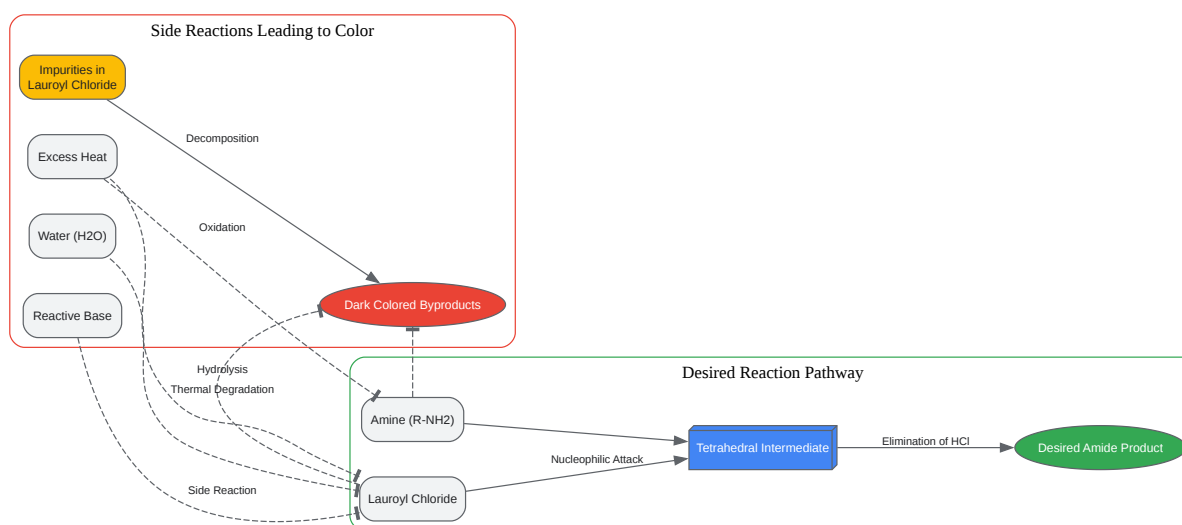 Side Reactions Leading to Color
Impurities in
Lauroyl Chloride
Decomposition
Excess Heat
Oxidation
Water (H2O)
Reactive Base
Dark Colored Byproducts
Hydrolysis
Thermal Degradation
Desired Reaction Pathway
Amine (R-NH2)
Tetrahedral Intermediate
Elimination of HCl
Desired Amide Product
Nucleophilic Attack
Side Reaction
Lauroyl Chloride